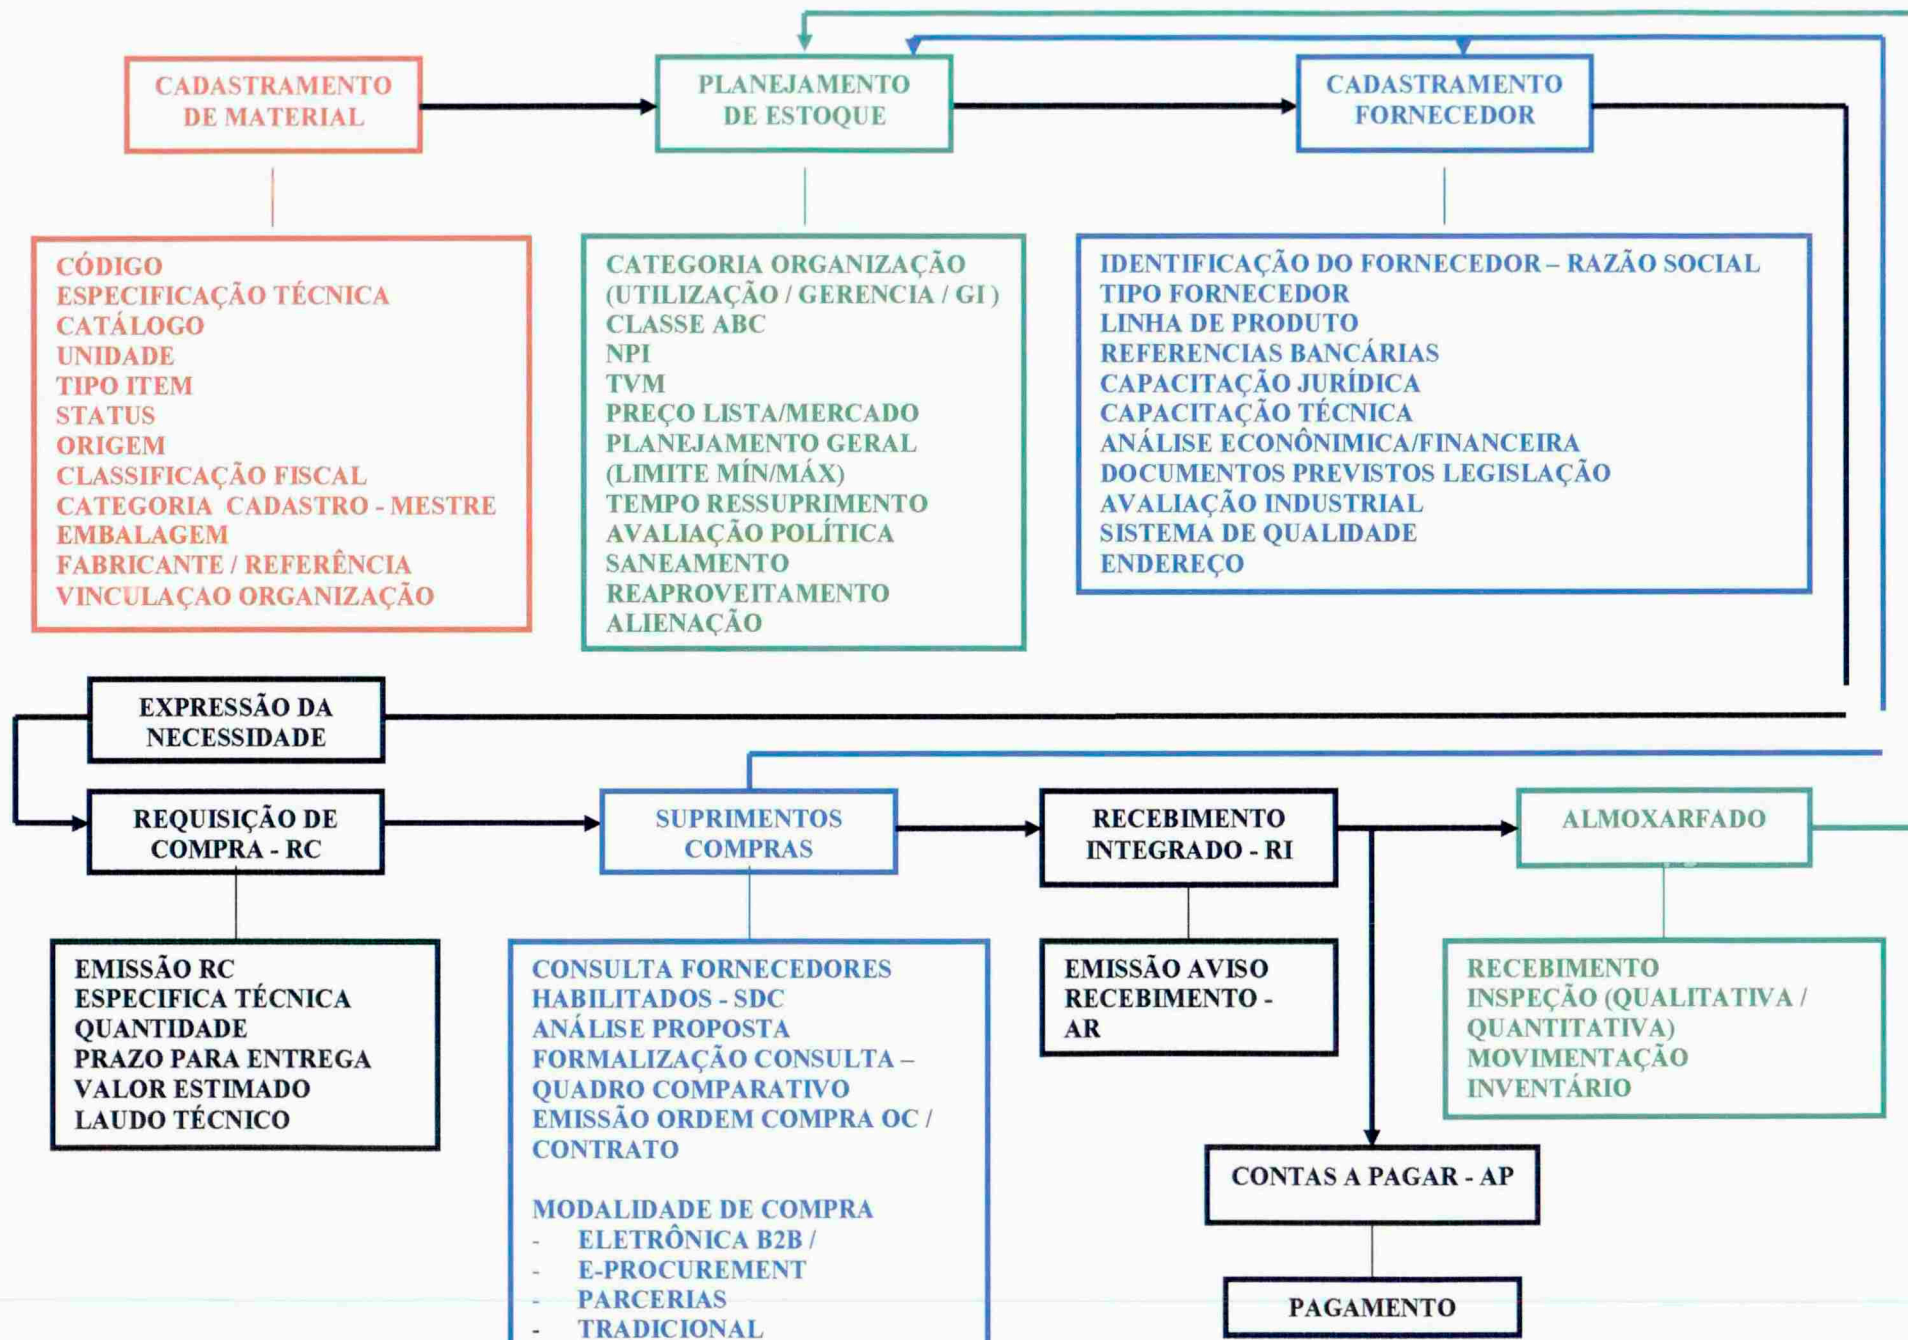 CADASTRAMENTO
DE MATERIAL
PLANEJAMENTO
DE ESTOQUE
CADASTRAMENTO
FORNECEDOR
CÓDIGO
ESPECIFICAÇÃO TÉCNICA
CATÁLOGO
UNIDADE
TIPO ITEM
STATUS
ORIGEM
CLASSIFICAÇÃO FISCAL
CATEGORIA CADASTRO - MESTRE
EMBALAGEM
FABRICANTE / REFERÊNCIA
VINCULAÇAO ORGANIZAÇÃO
CATEGORIA ORGANIZAÇÃO
(UTILIZAÇÃO / GERENCIA / GI )
CLASSE ABC
NPI
TVM
PREÇO LISTA/MERCADO
PLANEJAMENTO GERAL
(LIMITE MÍN/MÁX)
TEMPO RESSUPRIMENTO
AVALIAÇÃO POLÍTICA
SANEAMENTO
REAPROVEITAMENTO
ALIENAÇÃO
IDENTIFICAÇÃO DO FORNECEDOR – RAZÃO SOCIAL
TIPO FORNECEDOR
LINHA DE PRODUTO
REFERENCIAS BANCÁRIAS
CAPACITAÇÃO JURÍDICA
CAPACITAÇÃO TÉCNICA
ANÁLISE ECONÔNIMICA/FINANCEIRA
DOCUMENTOS PREVISTOS LEGISLAÇÃO
AVALIAÇÃO INDUSTRIAL
SISTEMA DE QUALIDADE
ENDEREÇO
EXPRESSÃO DA
NECESSIDADE
REQUISIÇÃO DE
COMPRA - RC
SUPRIMENTOS
COMPRAS
RECEBIMENTO
INTEGRADO - RI
ALMOXARFADO
EMISSÃO RC
ESPECIFICA TÉCNICA
QUANTIDADE
PRAZO PARA ENTREGA
VALOR ESTIMADO
LAUDO TÉCNICO
CONSULTA FORNECEDORES
HABILITADOS - SDC
ANÁLISE PROPOSTA
FORMALIZAÇÃO CONSULTA –
QUADRO COMPARATIVO
EMISSÃO ORDEM COMPRA OC /
CONTRATO
MODALIDADE DE COMPRA
- ELETRÔNICA B2B /
- E-PROCUREMENT
- PARCERIAS
- TRADICIONAL
EMISSÃO AVISO
RECEBIMENTO -
AR
RECEBIMENTO
INSPEÇÃO (QUALITATIVA /
QUANTITATIVA)
MOVIMENTAÇÃO
INVENTÁRIO
CONTAS A PAGAR - AP
PAGAMENTO